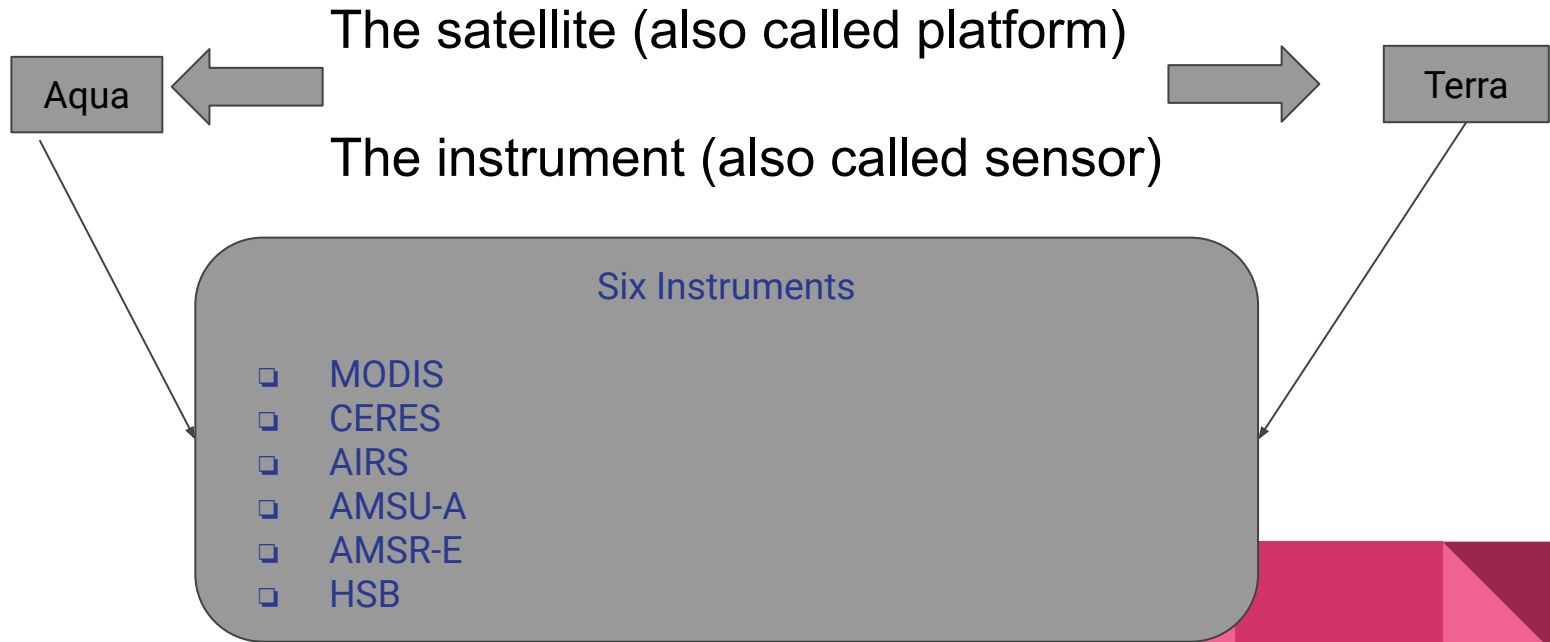 The satellite (also called platform)
Aqua
Terra
The instrument (also called sensor)
Six Instruments
❏ MODIS
❏ CERES
❏ AIRS
❏ AMSU-A
❏ AMSR-E
❏ HSB